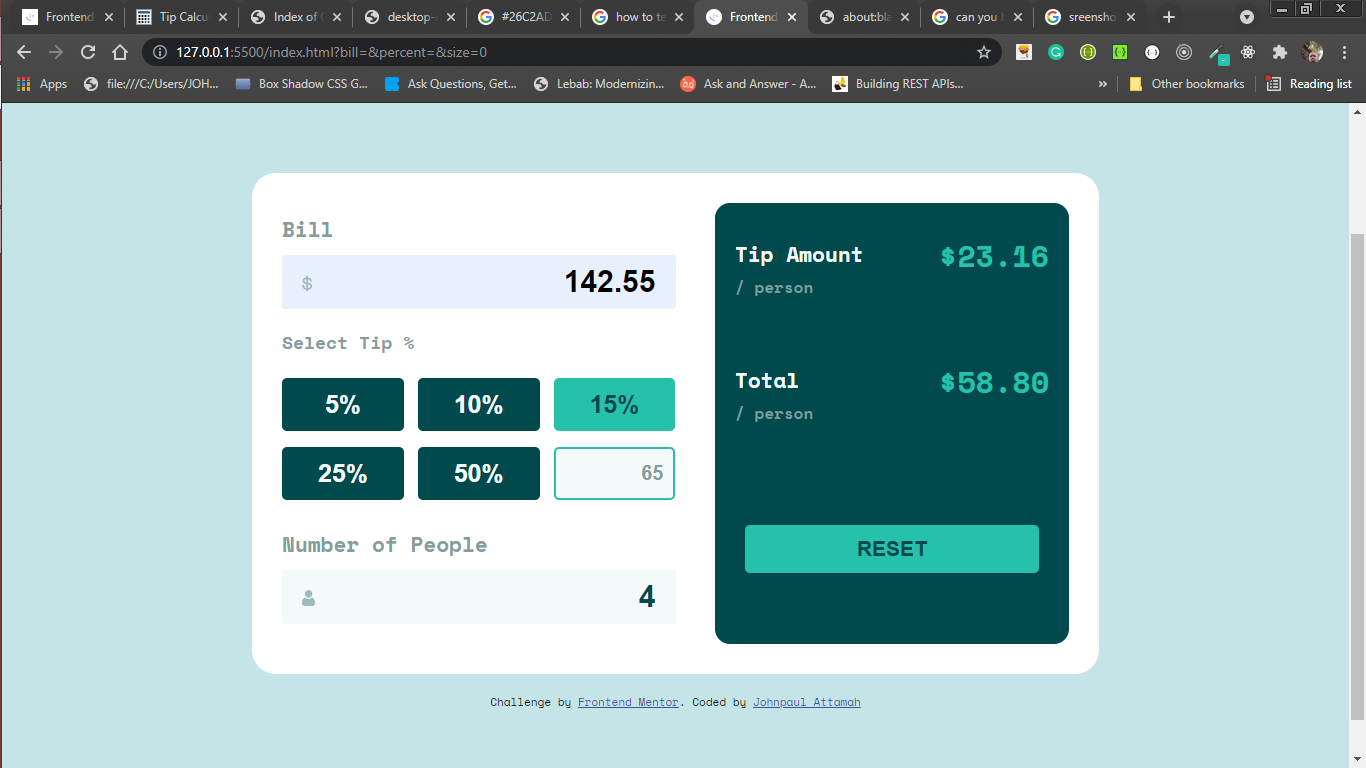 Frontend
Tip Calcu
Index of
desktop-
#26C2AD
how to te
Frontend
about:bla
can you
sreensho
127.0.0.1:5500/index.html?bill=&percent=&size=0
Apps
file:///C:/Users/JOH...
Box Shadow CSS G...
Ask Questions, Get...
Lebab: Modernizin...
Ask and Answer - A...
Building REST APIs...
»
Other bookmarks
Reading list
Bill
$ 142.55
Select Tip %
5% 10% 15%
25% 50% 65
Number of People
4
Tip Amount $23.16
/ person
Total $58.80
/ person
RESET
Challenge by Frontend Mentor. Coded by Johnpaul Attamah